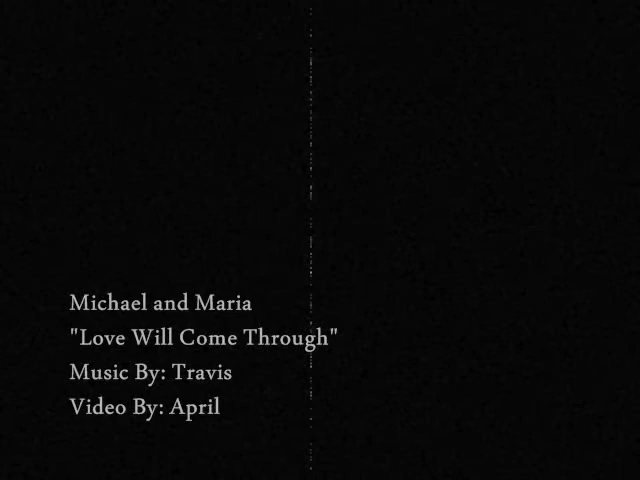 Michael and Maria
"Love Will Come Through"
Music By: Travis
Video By: April